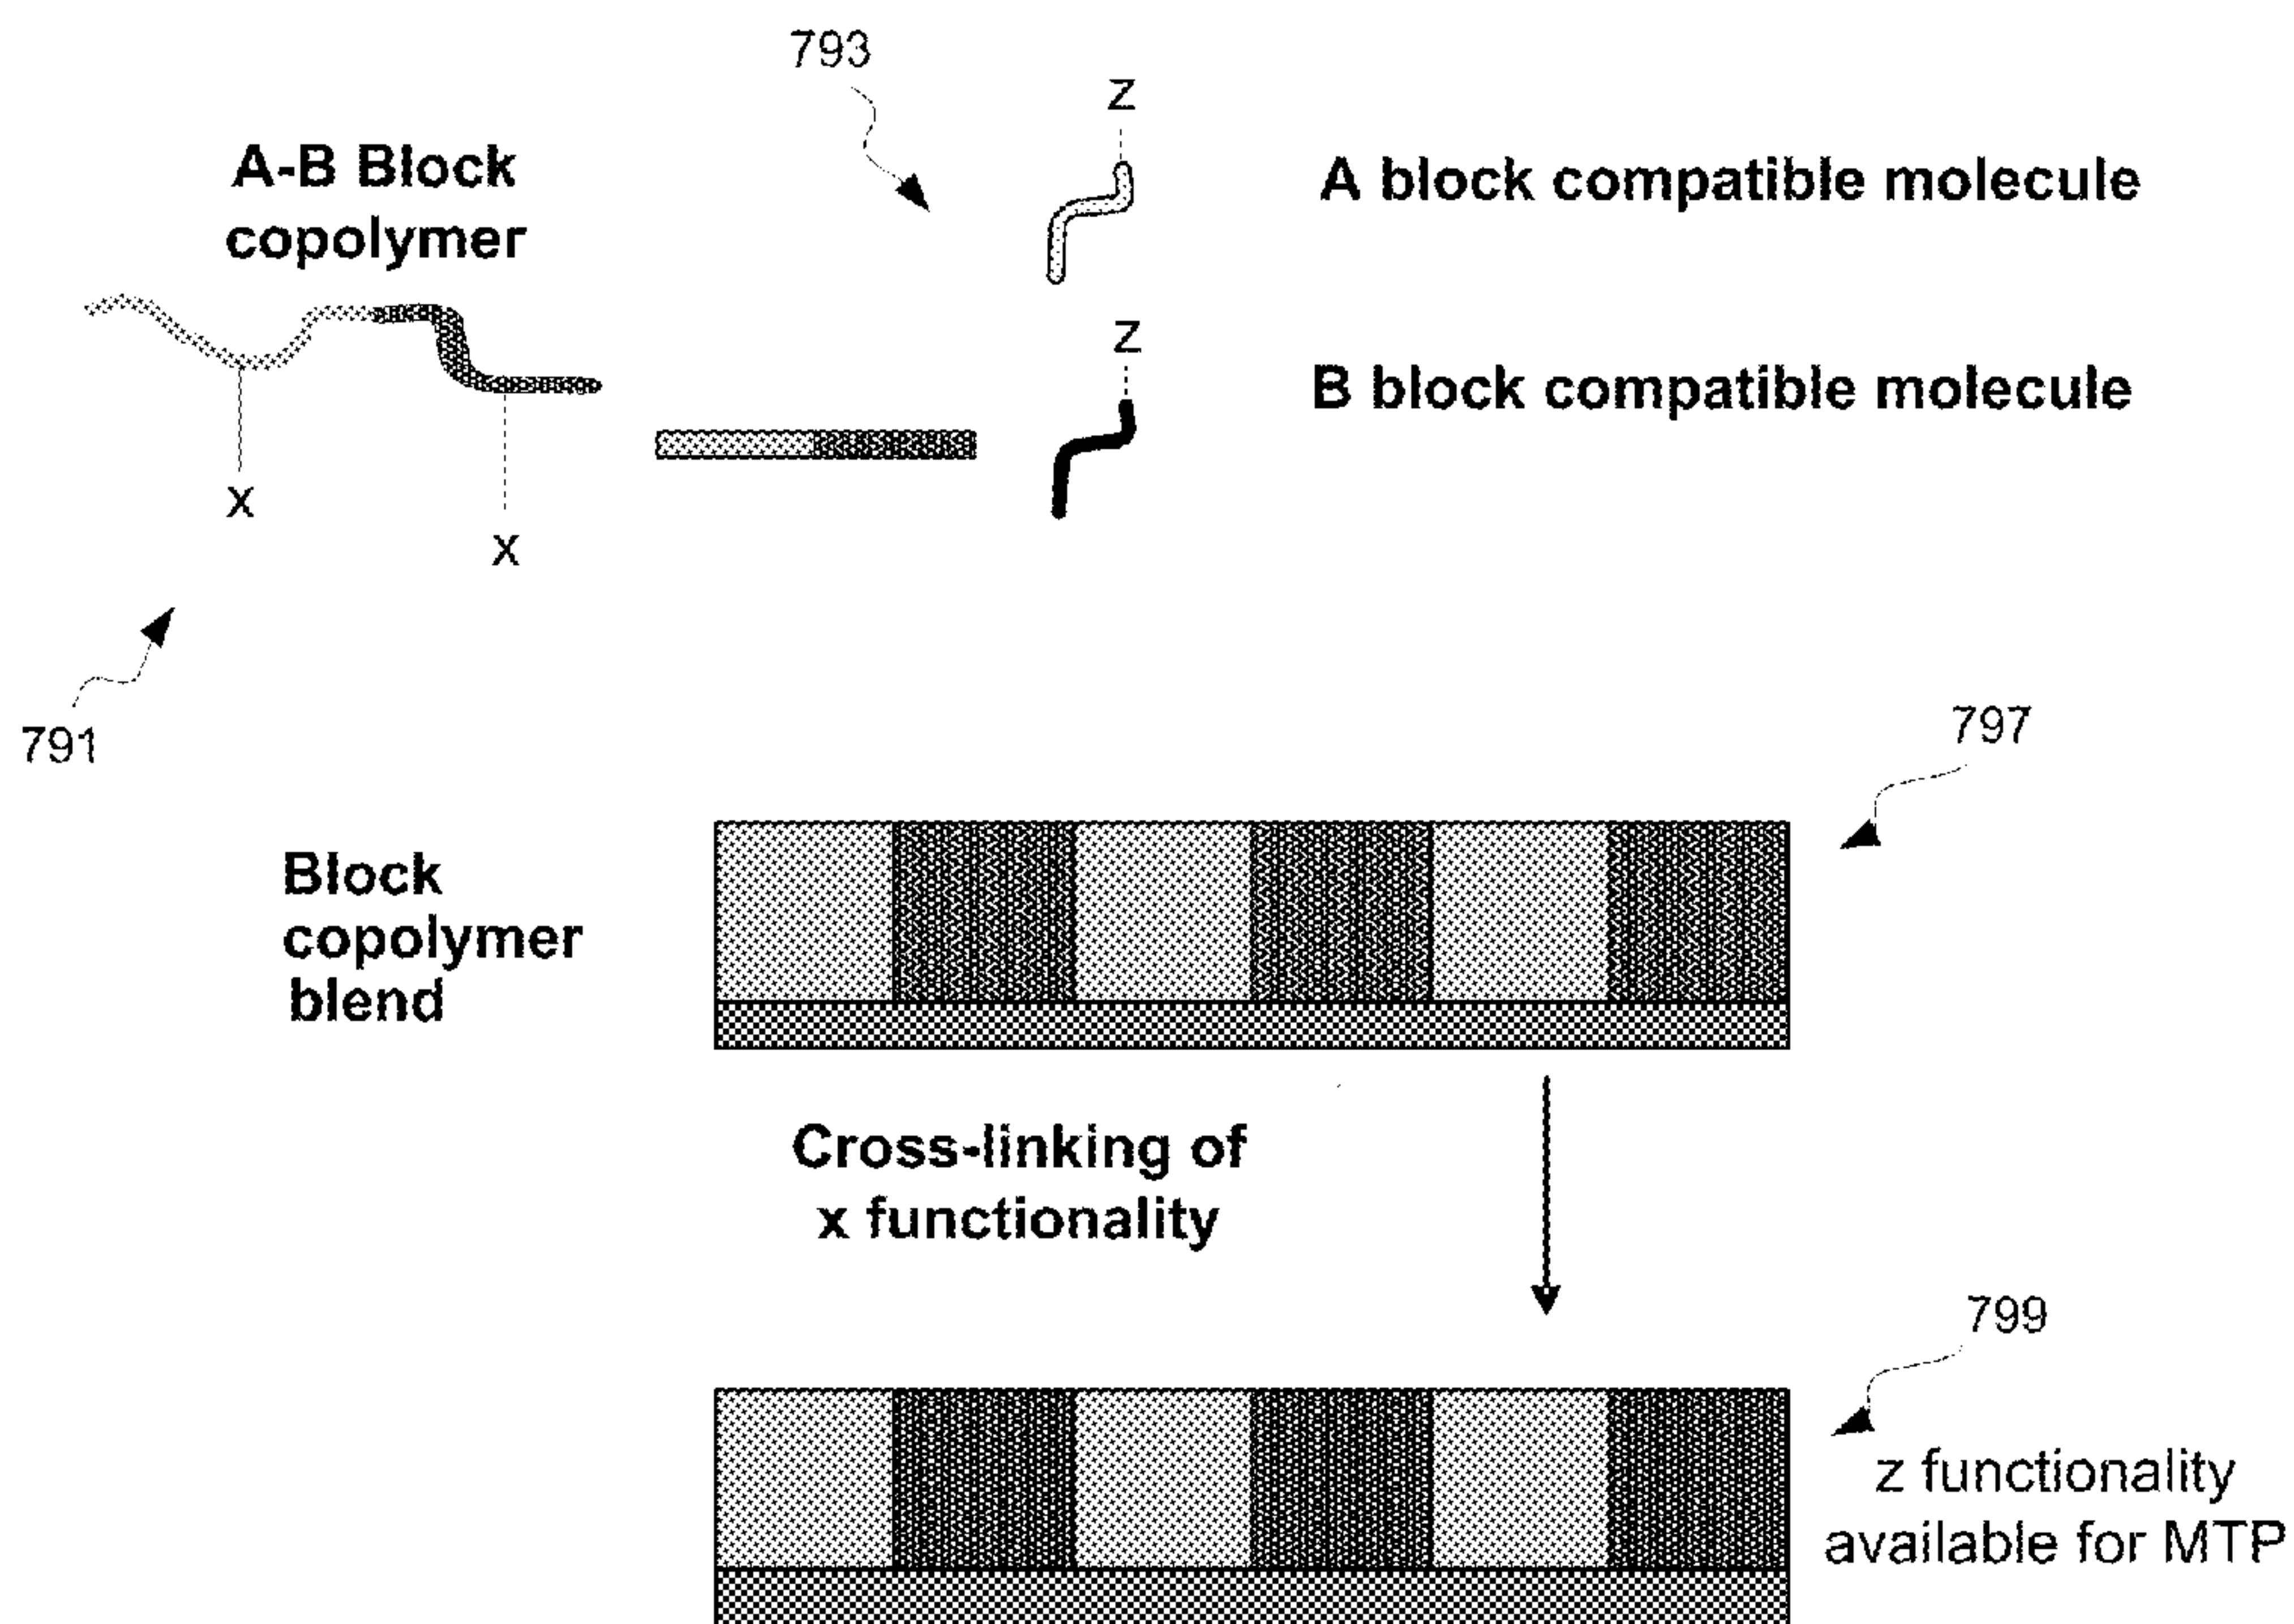 793
z
A-B Block
copolymer
A block compatible molecule
z
B block compatible molecule
x
x
791
797
Block
copolymer
blend
Cross-linking of
x functionality
799
z functionality
available for MTP